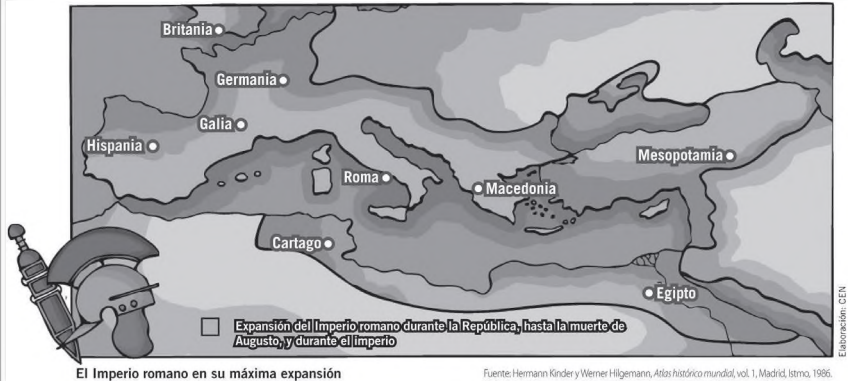 Britania
Germania
Galia
Hispania
Mesopotamia
Roma
Macedonia
Cartago
Egipto
Expansión del Imperio romano durante la República, hasta la muerte de
Augusto, y durante el imperio
Elaboración: CEN
El Imperio romano en su máxima expansión
Fuente: Hermann Kinder y Werner Hilgemann, Atlas histórico mundial, vol. 1, Madrid, Istmo, 1986.